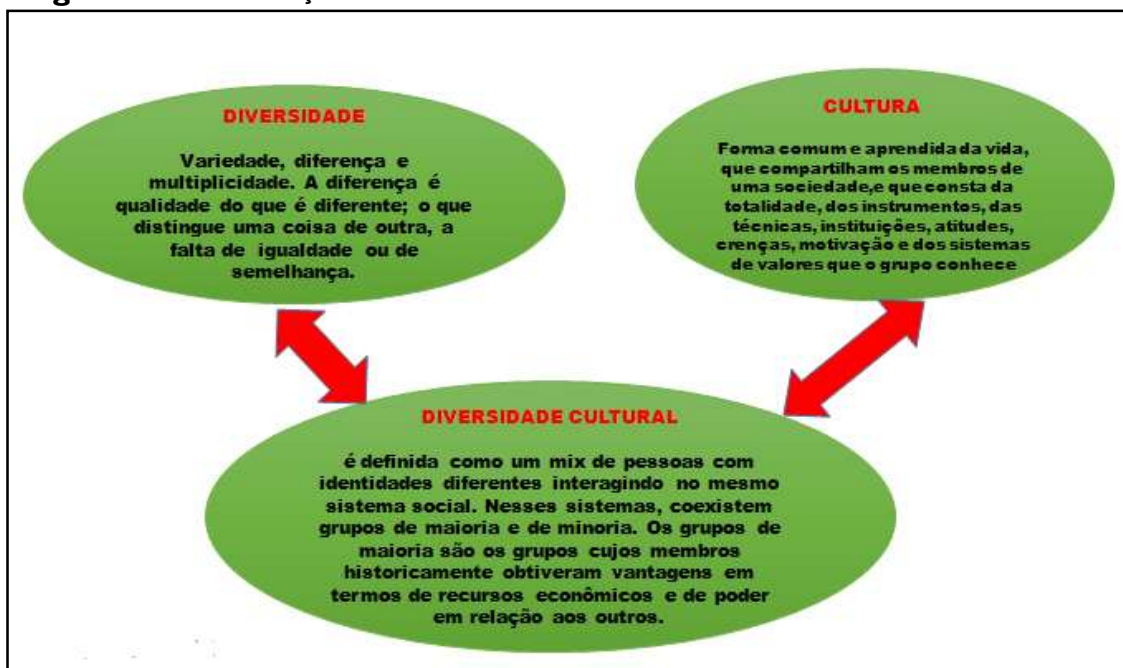 DIVERSIDADE
Variedade, diferença e
multiplicidade. A diferença é
qualidade do que é diferente; o que
distingue uma coisa de outra, a
falta de igualdade ou de
semelhança.
CULTURA
Forma comum e aprendida da vida,
que compartilham os membros de
uma sociedade,e que consta da
totalidade, dos instrumentos, das
técnicas, instituições, atitudes,
crenças, motivação e dos sistemas
de valores que o grupo conhece
DIVERSIDADE CULTURAL
é definida como um mix de pessoas com
identidades diferentes interagindo no mesmo
sistema social. Nesses sistemas, coexistem
grupos de maioria e de minoria. Os grupos de
maioria são os grupos cujos membros
historicamente obtiveram vantagens em
termos de recursos econômicos e de poder
em relação aos outros.